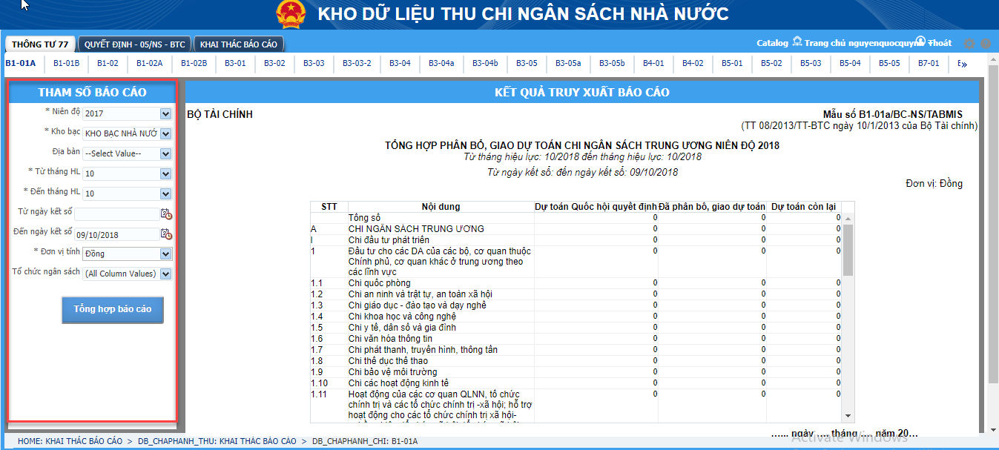 KHO DỮ LIỆU THU CHI NGÂN SÁCH NHÀ NƯỚC
THÔNG TƯ 77 QUYẾT ĐỊNH - 05/NS - BTC KHAI THÁC BÁO CÁO
Catalog Trang chủ nguyenquocquynh Thoát
B1-01A B1-01B B1-02 B1-02A B1-02B B3-01 B3-02 B3-03 B3-03-2 B3-04 B3-04a B3-04b B3-05 B3-05a B3-05b B4-01 B4-02 B5-01 B5-02 B5-03 B5-04 B5-05 B7-01 »
THAM SỐ BÁO CÁO
* Niên độ 2017
* Kho bạc KHO BẠC NHÀ NƯỚ
Địa bàn --Select Value--
* Từ tháng HL 10
* Đến tháng HL 10
Từ ngày kết sổ
Đến ngày kết sổ 09/10/2018
* Đơn vị tính Đồng
Tổ chức ngân sách (All Column Values)
Tổng hợp báo cáo
KẾT QUẢ TRUY XUẤT BÁO CÁO
BỘ TÀI CHÍNH
Mẫu số B1-01a/BC-NS/TABMIS
(TT 08/2013/TT-BTC ngày 10/1/2013 của Bộ Tài chính)
TỔNG HỢP PHÂN BỔ, GIAO DỰ TOÁN CHI NGÂN SÁCH TRUNG ƯƠNG NIÊN ĐỘ 2018
Từ tháng hiệu lực: 10/2018 đến tháng hiệu lực: 10/2018
Từ ngày kết sổ: đến ngày kết sổ: 09/10/2018
Đơn vị: Đồng
STT Nội dung Dự toán Quốc hội quyết định Đã phân bổ, giao dự toán Dự toán còn lại
Tổng số 0 0 0
A CHI NGÂN SÁCH TRUNG ƯƠNG 0 0 0
I Chi đầu tư phát triển 0 0 0
1 Đầu tư cho các DA của các bộ, cơ quan thuộc 0 0 0
Chính phủ, cơ quan khác ở trung ương theo
các lĩnh vực
1.1 Chi quốc phòng 0 0 0
1.2 Chi an ninh và trật tự, an toàn xã hội 0 0 0
1.3 Chi giáo dục - đào tạo và dạy nghề 0 0 0
1.4 Chi khoa học và công nghệ 0 0 0
1.5 Chi y tế, dân số và gia đình 0 0 0
1.6 Chi văn hóa thông tin 0 0 0
1.7 Chi phát thanh, truyền hình, thông tấn 0 0 0
1.8 Chi thể dục thể thao 0 0 0
1.9 Chi bảo vệ môi trường 0 0 0
1.10 Chi các hoạt động kinh tế 0 0 0
1.11 Hoạt động của các cơ quan QLNN, tổ chức 0 0 0
chính trị và các tổ chức chính trị -xã hội; hỗ trợ
hoạt động cho các tổ chức chính trị xã hội-
...... ngày ..... tháng ... năm 20...
Activate Windows
HOME: KHAI THÁC BÁO CÁO > DB_CHAPHANH_THU: KHAI THÁC BÁO CÁO > DB_CHAPHANH_CHI: B1-01A